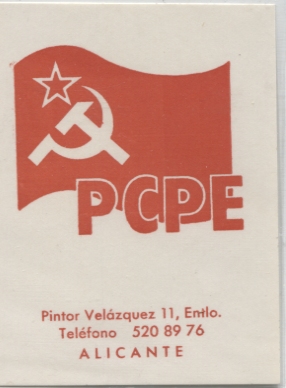 PCPE
Pintor Velázquez 11, Entlo.
Teléfono 520 89 76
ALICANTE